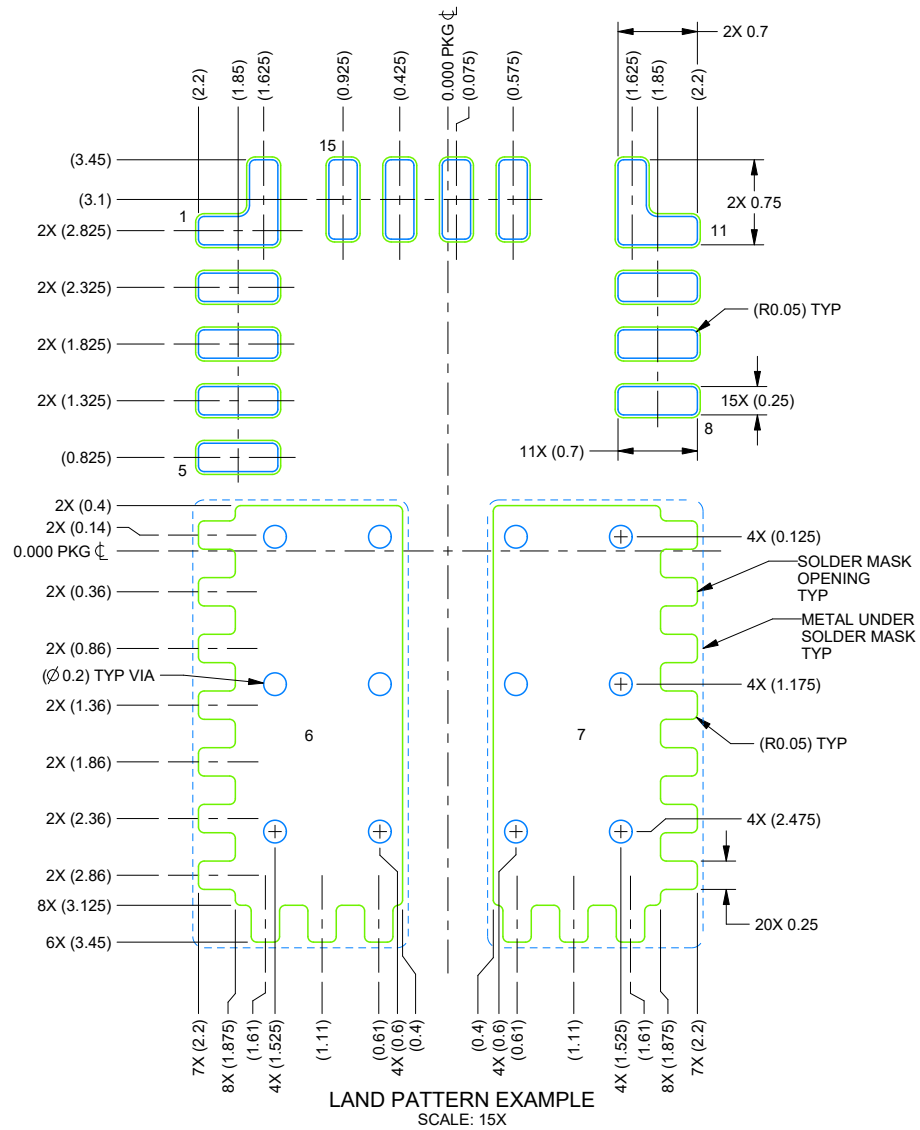 0.000 PKG ℄
2X 0.7
(2.2)
(1.85)
(1.625)
(0.925)
(0.425)
(0.075)
(0.575)
(1.625)
(1.85)
(2.2)
15
(3.45)
(3.1)
2X 0.75
1
11
2X (2.825)
2X (2.325)
(R0.05) TYP
2X (1.825)
2X (1.325)
15X (0.25)
8
11X (0.7)
(0.825)
5
2X (0.4)
2X (0.14)
0.000 PKG ℄
4X (0.125)
SOLDER MASK
OPENING
TYP
2X (0.36)
METAL UNDER
SOLDER MASK
TYP
2X (0.86)
(Ø 0.2) TYP VIA
4X (1.175)
2X (1.36)
6
7
(R0.05) TYP
2X (1.86)
2X (2.36)
4X (2.475)
2X (2.86)
8X (3.125)
20X 0.25
6X (3.45)
7X (2.2)
8X (1.875)
(1.61)
4X (1.525)
(1.11)
(0.61)
4X (0.6)
(0.4)
(0.4)
4X (0.6)
(0.61)
(1.11)
4X (1.525)
(1.61)
8X (1.875)
7X (2.2)
LAND PATTERN EXAMPLE
SCALE: 15X